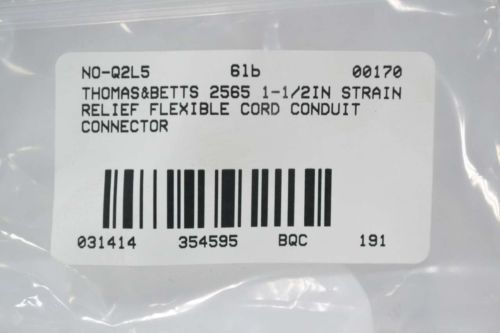 NO-Q2L5 6lb 00170
THOMAS&BETTS 2565 1-1/2IN STRAIN
RELIEF FLEXIBLE CORD CONDUIT
CONNECTOR
031414 354595 BQC 191